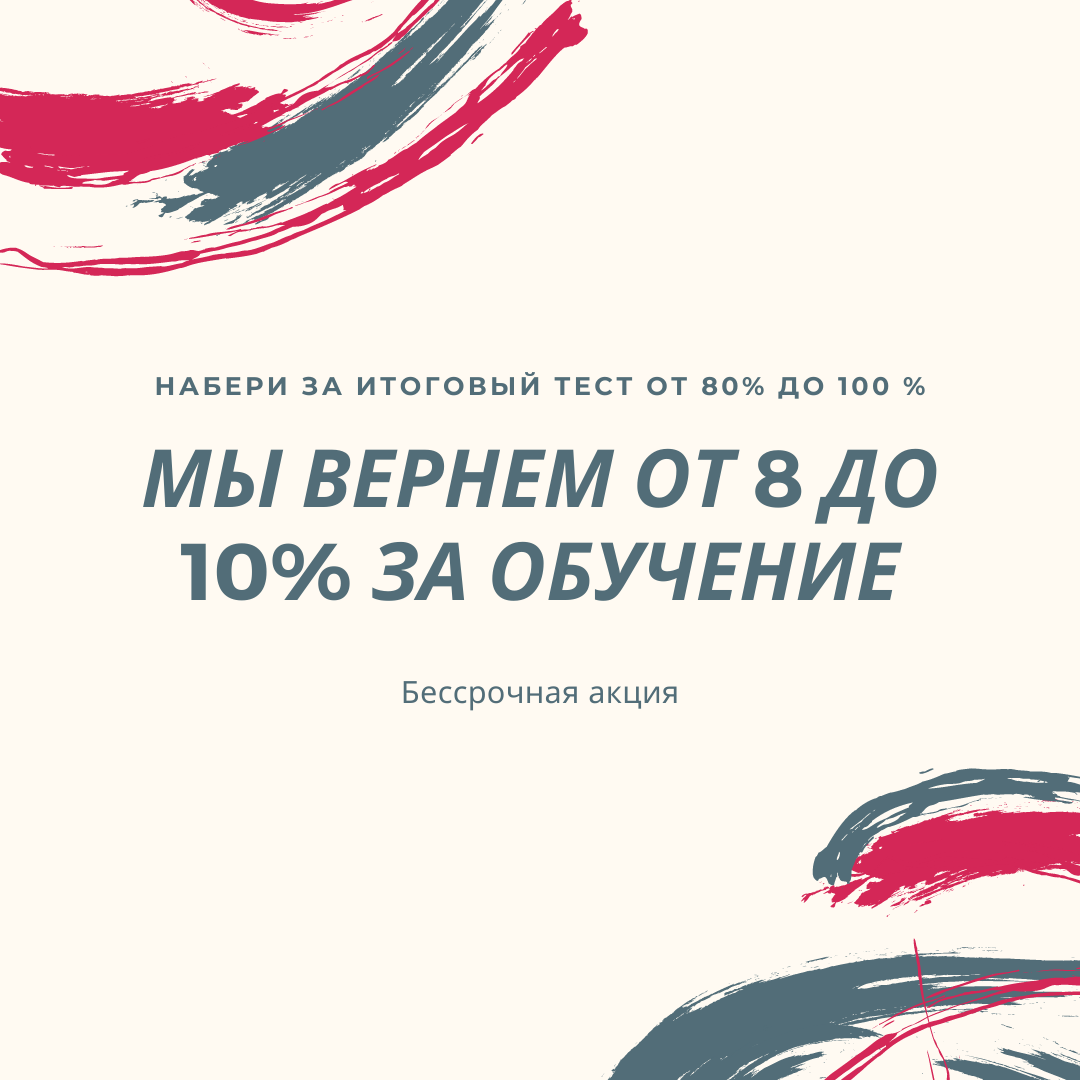 НАБЕРИ ЗА ИТОГОВЫЙ ТЕСТ ОТ 80% ДО 100 %
МЫ ВЕРНЕМ ОТ 8 ДО
10% ЗА ОБУЧЕНИЕ
Бессрочная акция